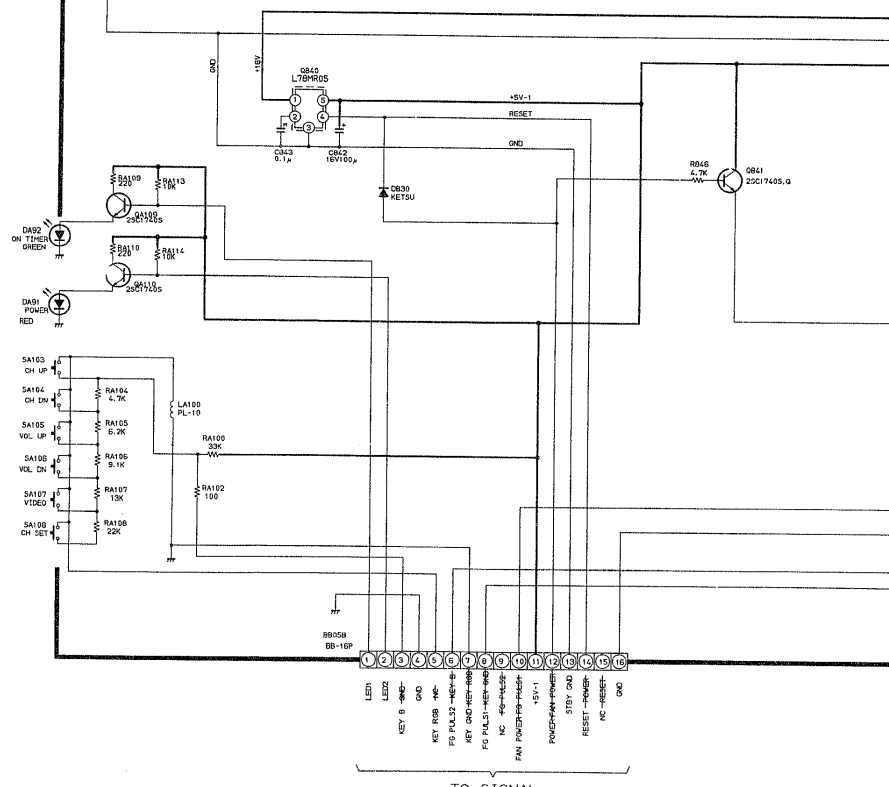 GND
+16V
Q840
L78MR05
1
5
2
4
3
+5V-1
RESET
GND
C843
0.1μ
C842
16V100μ
D830
KETSU
R846
4.7K
Q841
2SC1740S,Q
RA109
220
RA113
10K
QA109
2SC1740S
DA92
ON TIMER
GREEN
RA110
220
RA114
10K
QA110
2SC1740S
DA91
POWER
RED
SA103
CH UP
SA104
CH DN
RA104
4.7K
LA100
PL-10
SA105
VOL UP
RA105
6.2K
RA100
33K
SA106
VOL DN
RA106
9.1K
RA102
100
SA107
VIDEO
RA107
13K
SA108
CH SET
RA108
22K
BB05B
BB-16P
1 2 3 4 5 6 7 8 9 10 11 12 13 14 15 16
LED1
LED2
KEY B GND
GND
KEY RGB NC
FG PULS2 KEY B
KEY GND KEY RGB
FG PULS1 KEY GND
NC FG PULS2
FAN POWER FG PULS1
+5V-1
POWER FAN POWER
STBY GND
RESET POWER
NC RESET
GND
TO SIGNAL